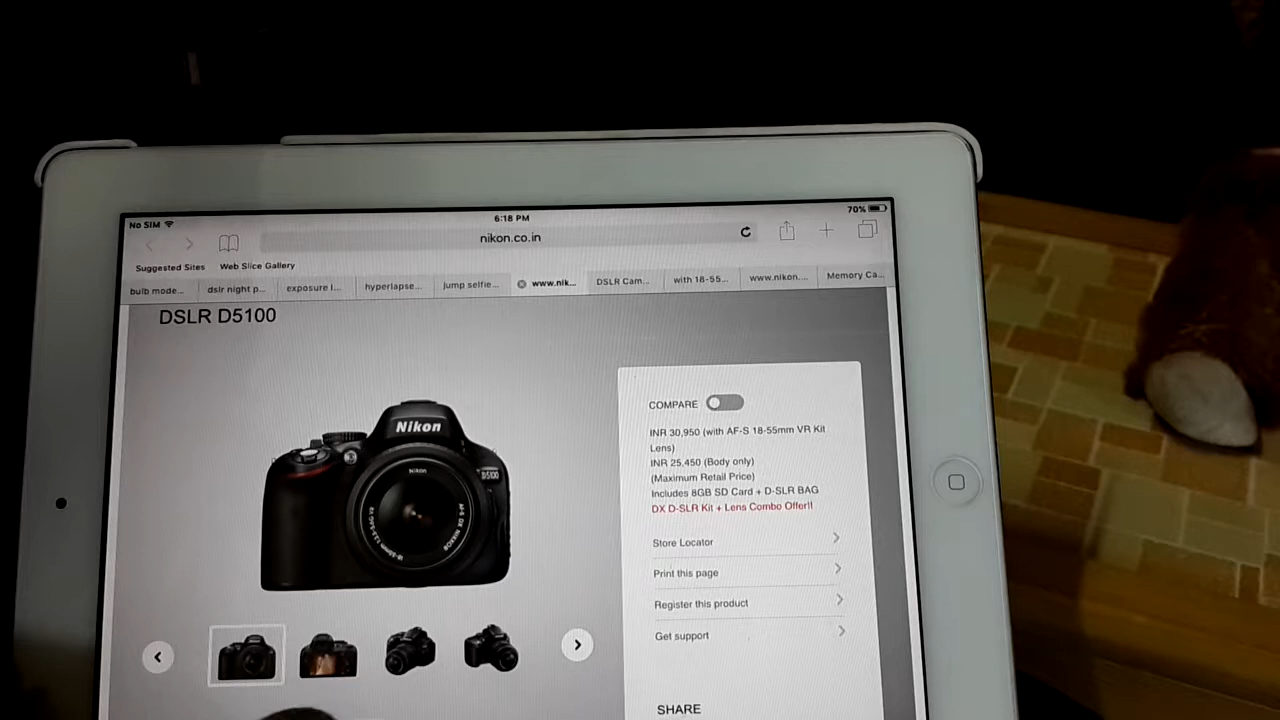 No SIM
6:18 PM
70%
nikon.co.in
Suggested Sites
Web Slice Gallery
bulb mode...
dslr night p...
exposure l...
hyperlapse...
jump selfie...
www.nik...
DSLR Cam...
with 18-55...
www.nikon....
Memory Ca...
DSLR D5100
Nikon
Nikon
D5100
COMPARE
INR 30,950 (with AF-S 18-55mm VR Kit
Lens)
INR 25,450 (Body only)
(Maximum Retail Price)
Includes 8GB SD Card + D-SLR BAG
DX D-SLR Kit + Lens Combo Offer!!
Store Locator
Print this page
Register this product
Get support
SHARE